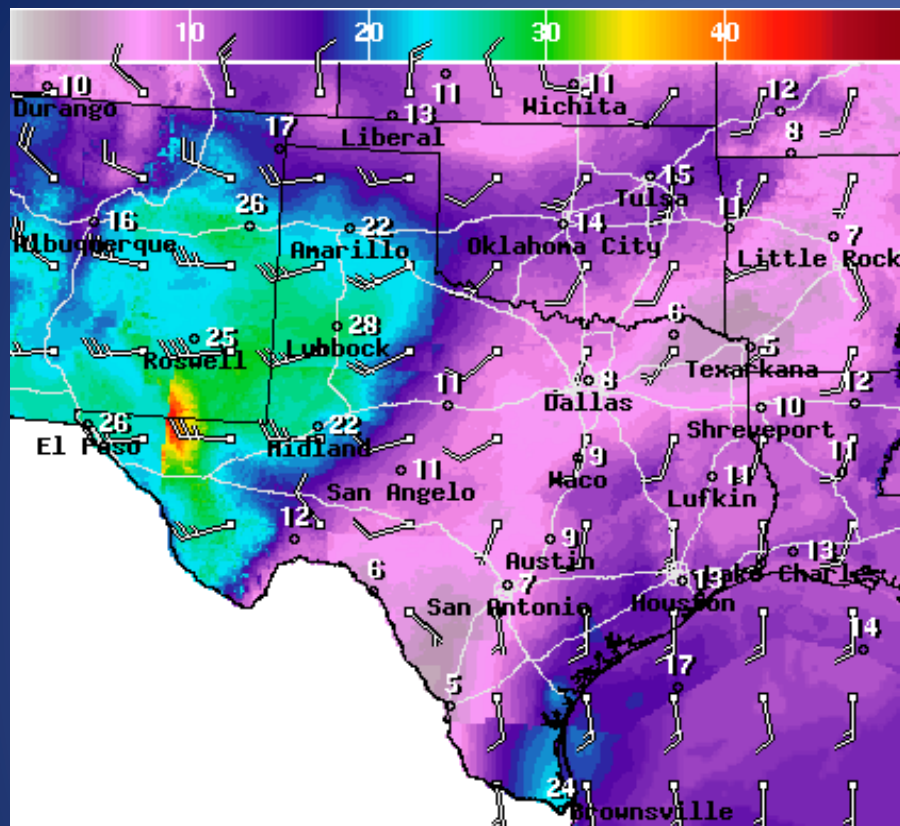 10 20 30 40
10 11 11 12
Durango Wichita
13
Liberal
17 8
15
Tulsa
16 26 22 14 11 7
Albuquerque Amarillo Oklahoma City Little Rock
25 28 6
Roswell Lubbock 5
Texarkana
11 8 12
Dallas 10
26 22 Shreveport
El Paso Midland
11 9 11 11
San Angelo Waco Lufkin
12 9 13
Austin
6 7 13 Lake Charles
San Antonio Houston
14
5 17
24
Brownsville